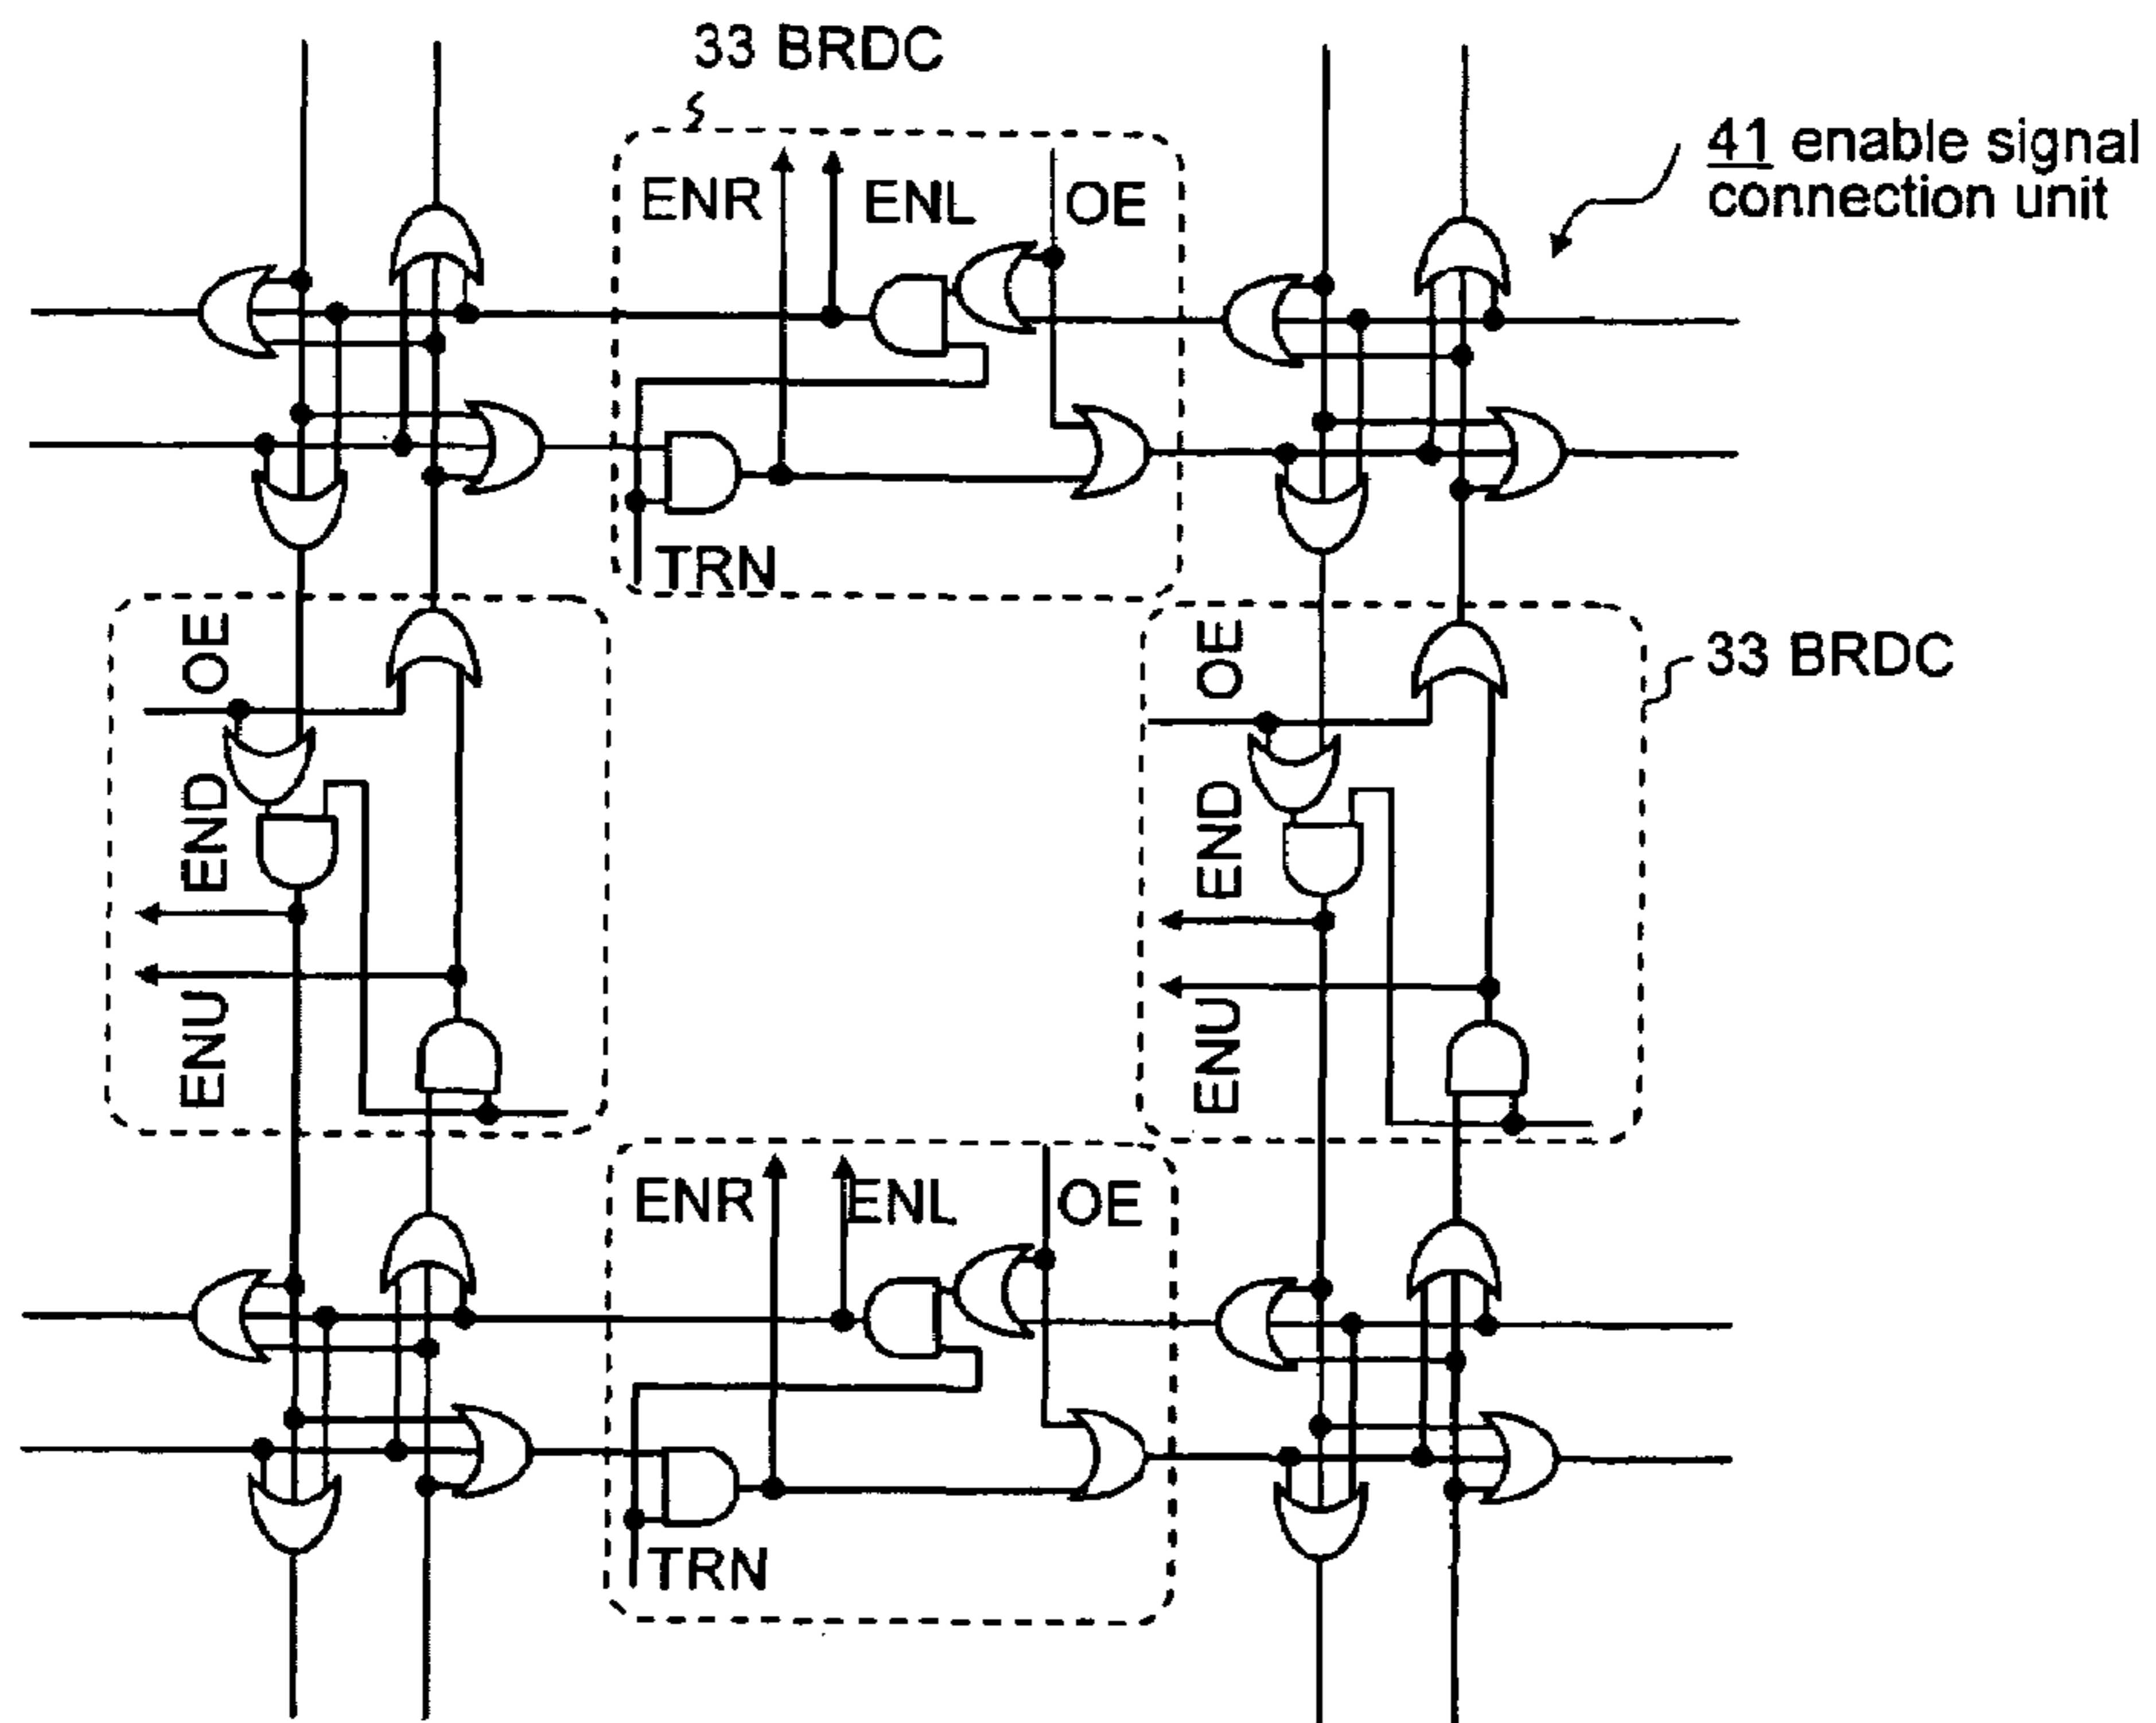 33 BRDC
41 enable signal
connection unit
ENR
ENL
OE
TRN
OE
END
ENU
OE
END
ENU
33 BRDC
ENR
ENL
OE
TRN